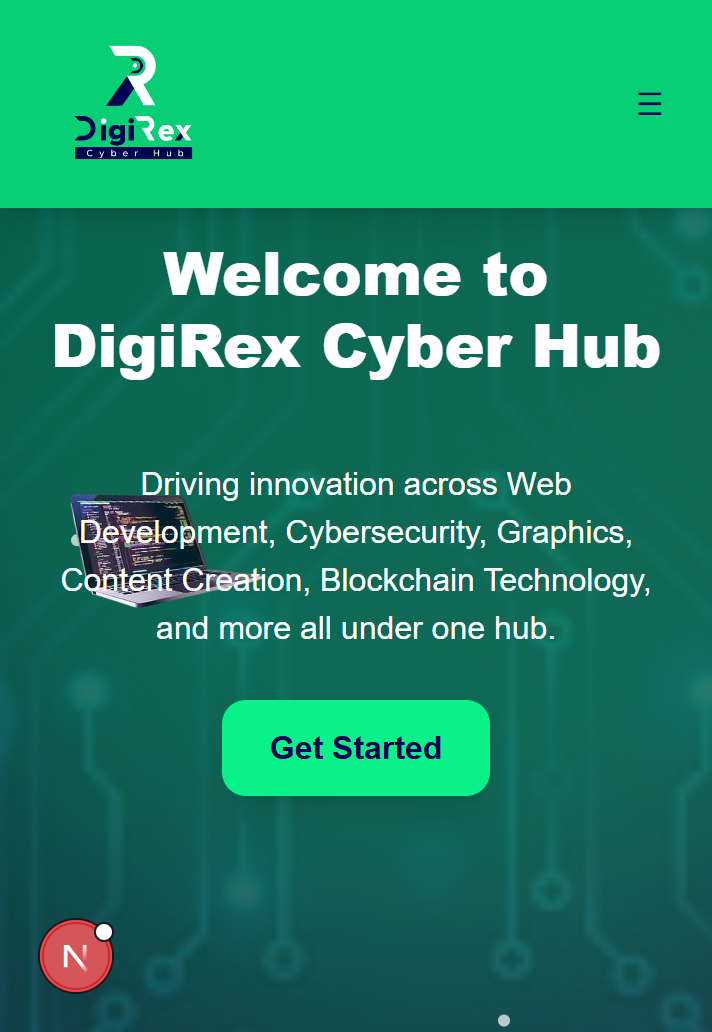 DigiRex
Cyber Hub
☰
Welcome to
DigiRex Cyber Hub
Driving innovation across Web
Development, Cybersecurity, Graphics,
Content Creation, Blockchain Technology,
and more all under one hub.
Get Started
N